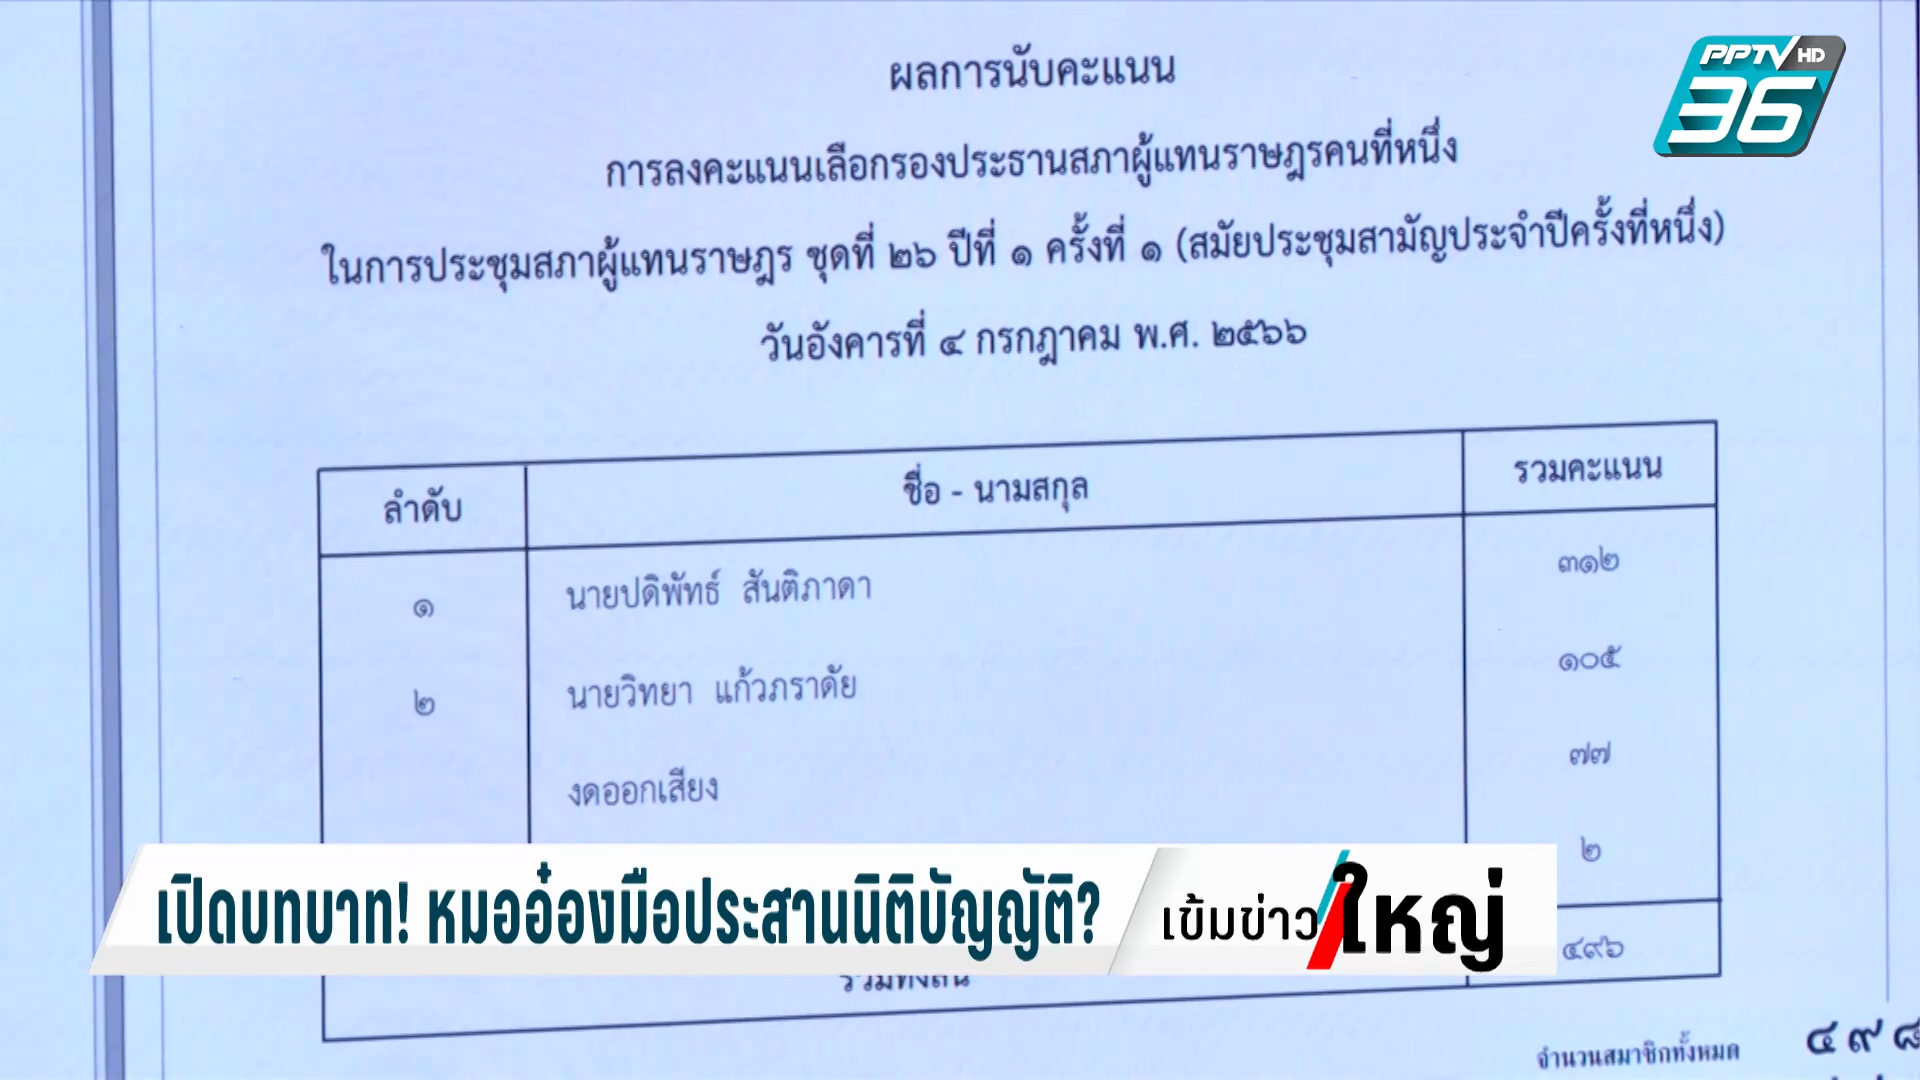 PPTV HD
36
ผลการนับคะแนน
การลงคะแนนเลือกรองประธานสภาผู้แทนราษฎรคนที่หนึ่ง
ในการประชุมสภาผู้แทนราษฎร ชุดที่ ๒๖ ปีที่ ๑ ครั้งที่ ๑ (สมัยประชุมสามัญประจำปีครั้งที่หนึ่ง)
วันอังคารที่ ๔ กรกฎาคม พ.ศ. ๒๕๖๖
ลำดับ ชื่อ - นามสกุล รวมคะแนน
๑ นายปดิพัทธ์ สันติภาดา ๓๑๒
๒ นายวิทยา แก้วภราดัย ๑๐๕
งดออกเสียง ๗๗
๒
เปิดบทบาท! หมออ๋องมือประสานนิติบัญญัติ? เข้มข่าวใหญ่
รวมทั้งสิ้น ๔๙๖
จำนวนสมาชิกทั้งหมด ๔๙๘